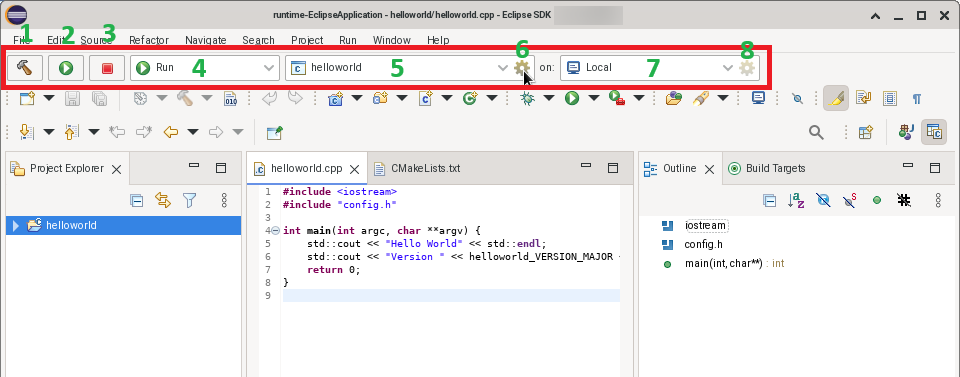 runtime-EclipseApplication - helloworld/helloworld.cpp - Eclipse SDK
1 2 3
File Edit Source Refactor Navigate Search Project Run Window Help
6 8
Run 4 helloworld 5 on: Local 7
010
Project Explorer
helloworld
helloworld.cpp CMakeLists.txt
1 #include <iostream>
2 #include "config.h"
3
4 int main(int argc, char **argv) {
5 std::cout << "Hello World" << std::endl;
6 std::cout << "Version " << helloworld_VERSION_MAJOR
7 return 0;
8 }
9
Outline Build Targets
iostream
config.h
main(int, char**) : int